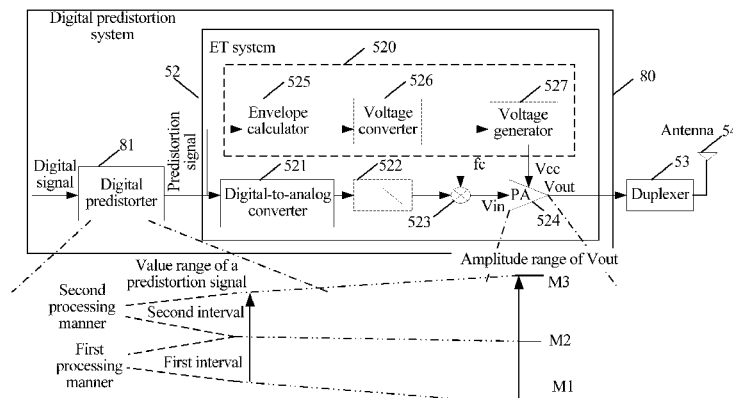 Digital predistortion
system
ET system
520
52
525
526
527
80
Envelope
calculator
Voltage
converter
Voltage
generator
Antenna
54
81
Predistortion
signal
521
522
fc
Vcc
53
Digital
signal
Digital
predistorter
Digital-to-analog
converter
523
Vin
PA
Vout
524
Duplexer
Value range of a
predistortion signal
Amplitude range of Vout
M3
Second
processing
manner
Second interval
M2
First
processing
manner
First interval
M1